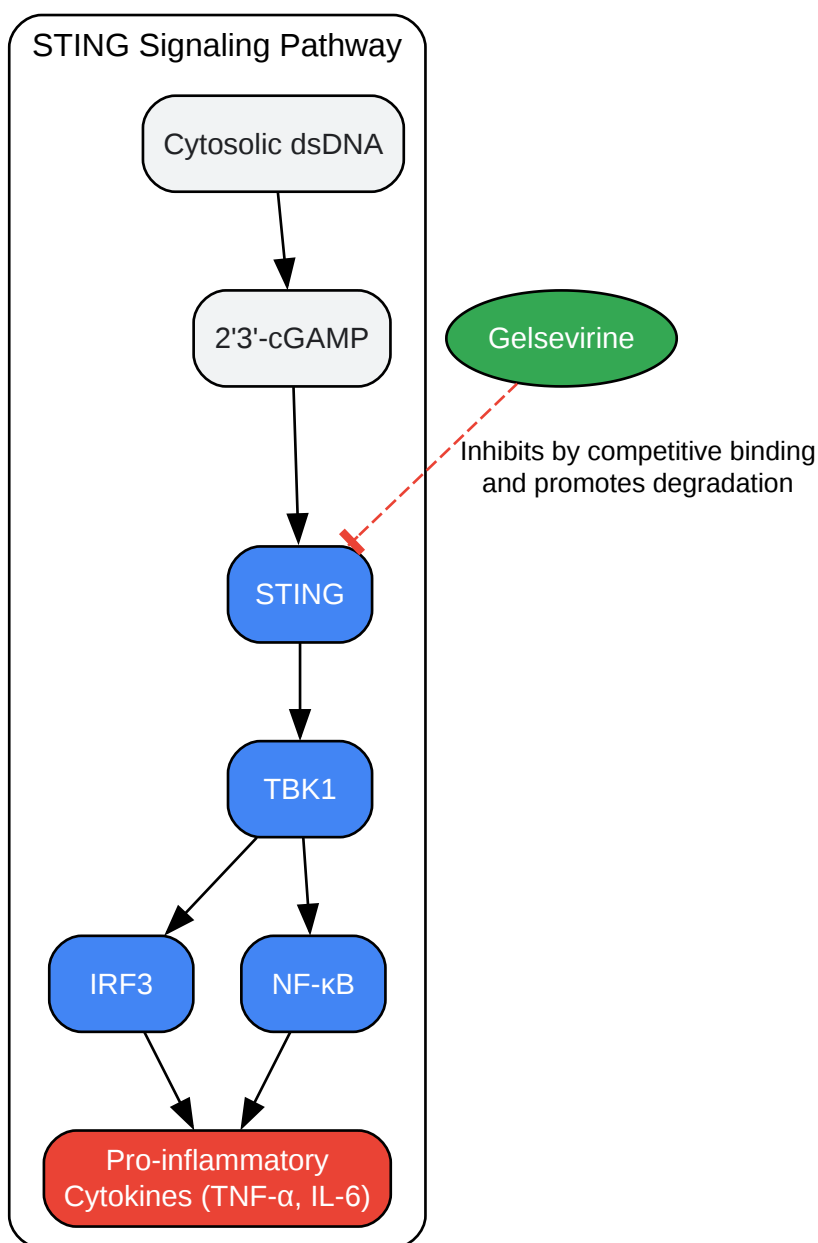 STING Signaling Pathway
Cytosolic dsDNA
2'3'-cGAMP
Gelsevirine
Inhibits by competitive binding
and promotes degradation
STING
TBK1
IRF3
NF-κB
Pro-inflammatory
Cytokines (TNF-α, IL-6)